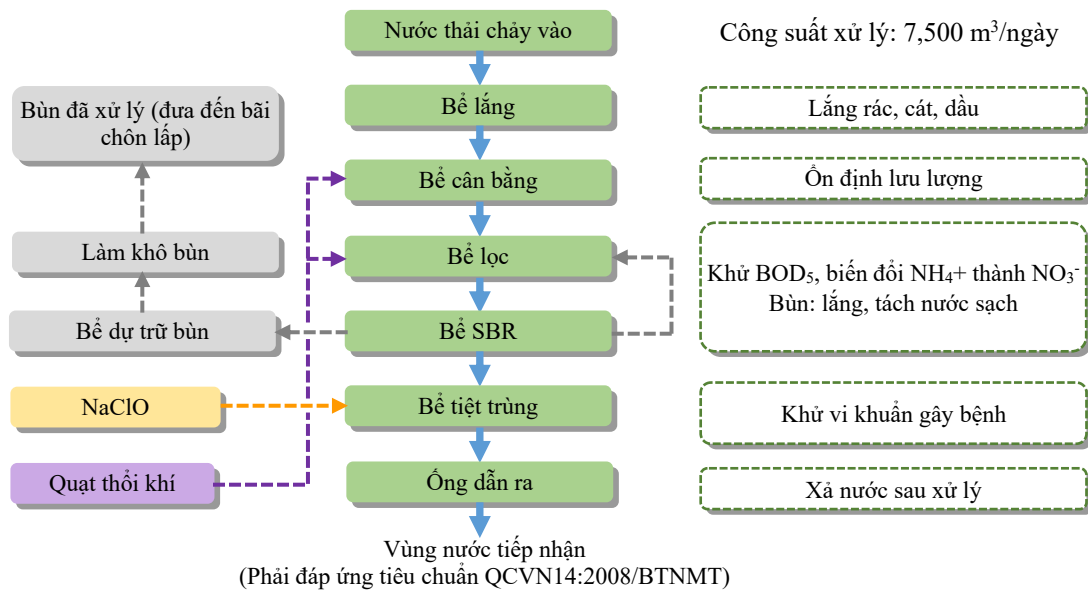 Nước thải chảy vào
Công suất xử lý: 7,500 m³/ngày
Bùn đã xử lý (đưa đến bãi
chôn lấp)
Bể lắng
Lắng rác, cát, dầu
Bể cân bằng
Ổn định lưu lượng
Làm khô bùn
Bể lọc
Khử BOD₅, biến đổi NH₄+ thành NO₃⁻
Bùn: lắng, tách nước sạch
Bể dự trữ bùn
Bể SBR
NaClO
Bể tiệt trùng
Khử vi khuẩn gây bệnh
Quạt thổi khí
Ống dẫn ra
Xả nước sau xử lý
Vùng nước tiếp nhận
(Phải đáp ứng tiêu chuẩn QCVN14:2008/BTNMT)